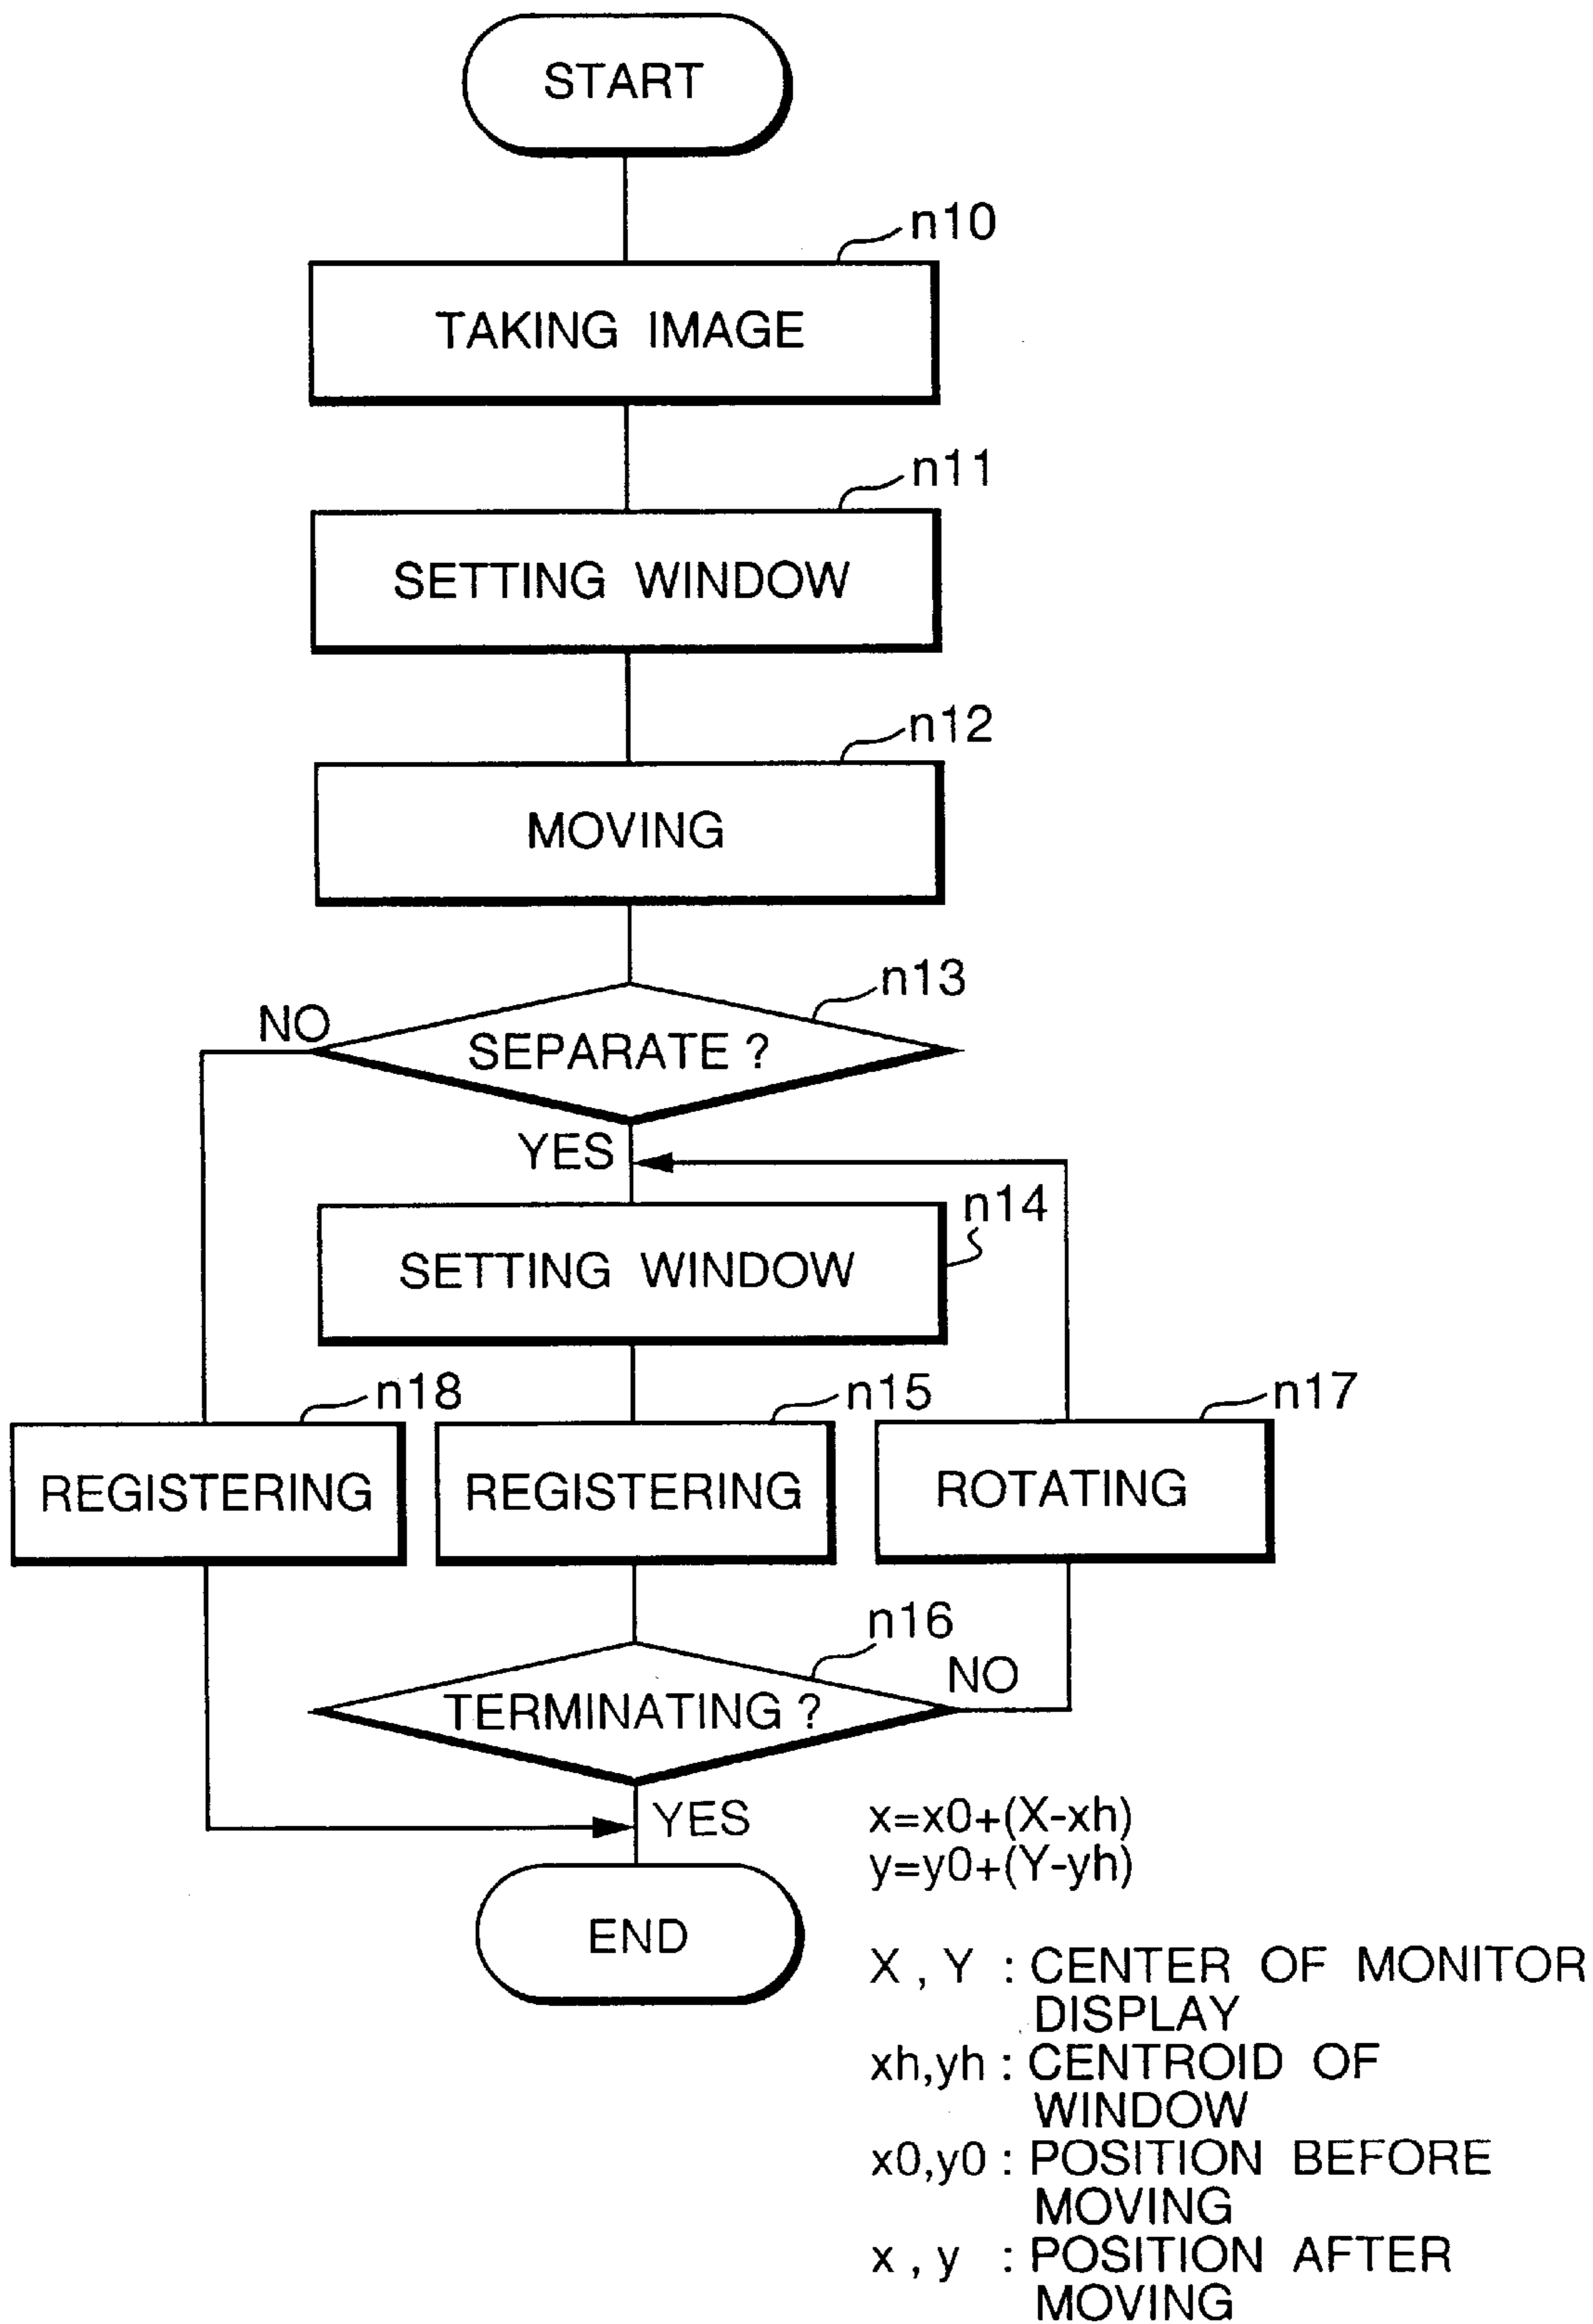 START
n10
TAKING IMAGE
n11
SETTING WINDOW
n12
MOVING
n13
NO
SEPARATE ?
YES
n14
SETTING WINDOW
n18
n15
n17
REGISTERING
REGISTERING
ROTATING
n16
NO
TERMINATING ?
YES
x=x0+(X-xh)
y=y0+(Y-yh)
END
X , Y : CENTER OF MONITOR
DISPLAY
xh,yh : CENTROID OF
WINDOW
x0,y0 : POSITION BEFORE
MOVING
x , y : POSITION AFTER
MOVING